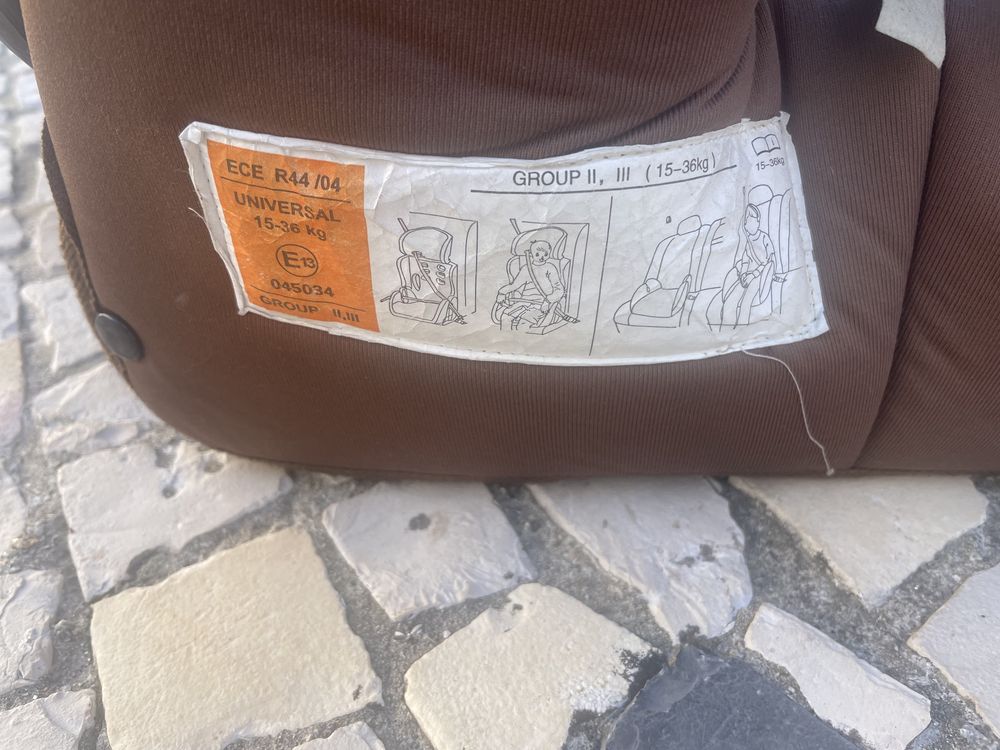 ECE R44/04
UNIVERSAL
15-36 kg
E13
045034
GROUP II,III
GROUP II, III (15-36kg)
15-36kg